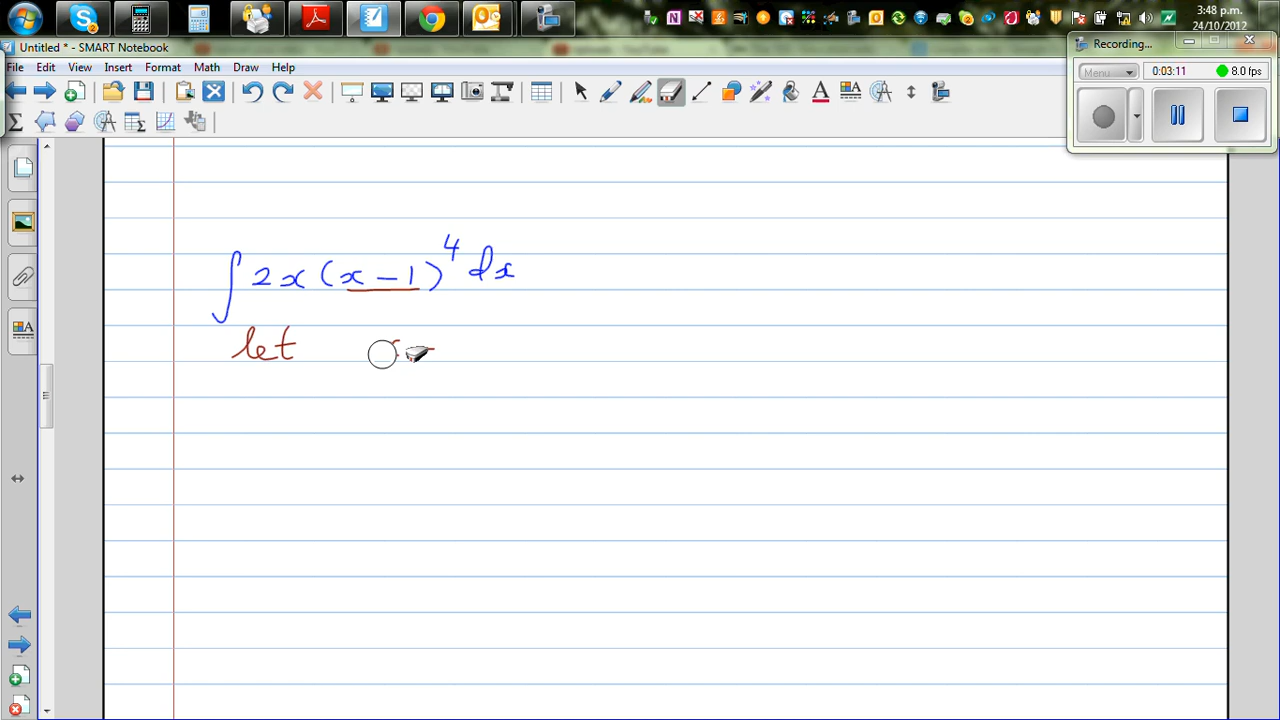 3:48 p.m.
24/10/2012
Untitled * - SMART Notebook
Recording...
File Edit View Insert Format Math Draw Help
Menu
0:03:11
8.0 fps
∫ 2x (x − 1)^4 dx
let